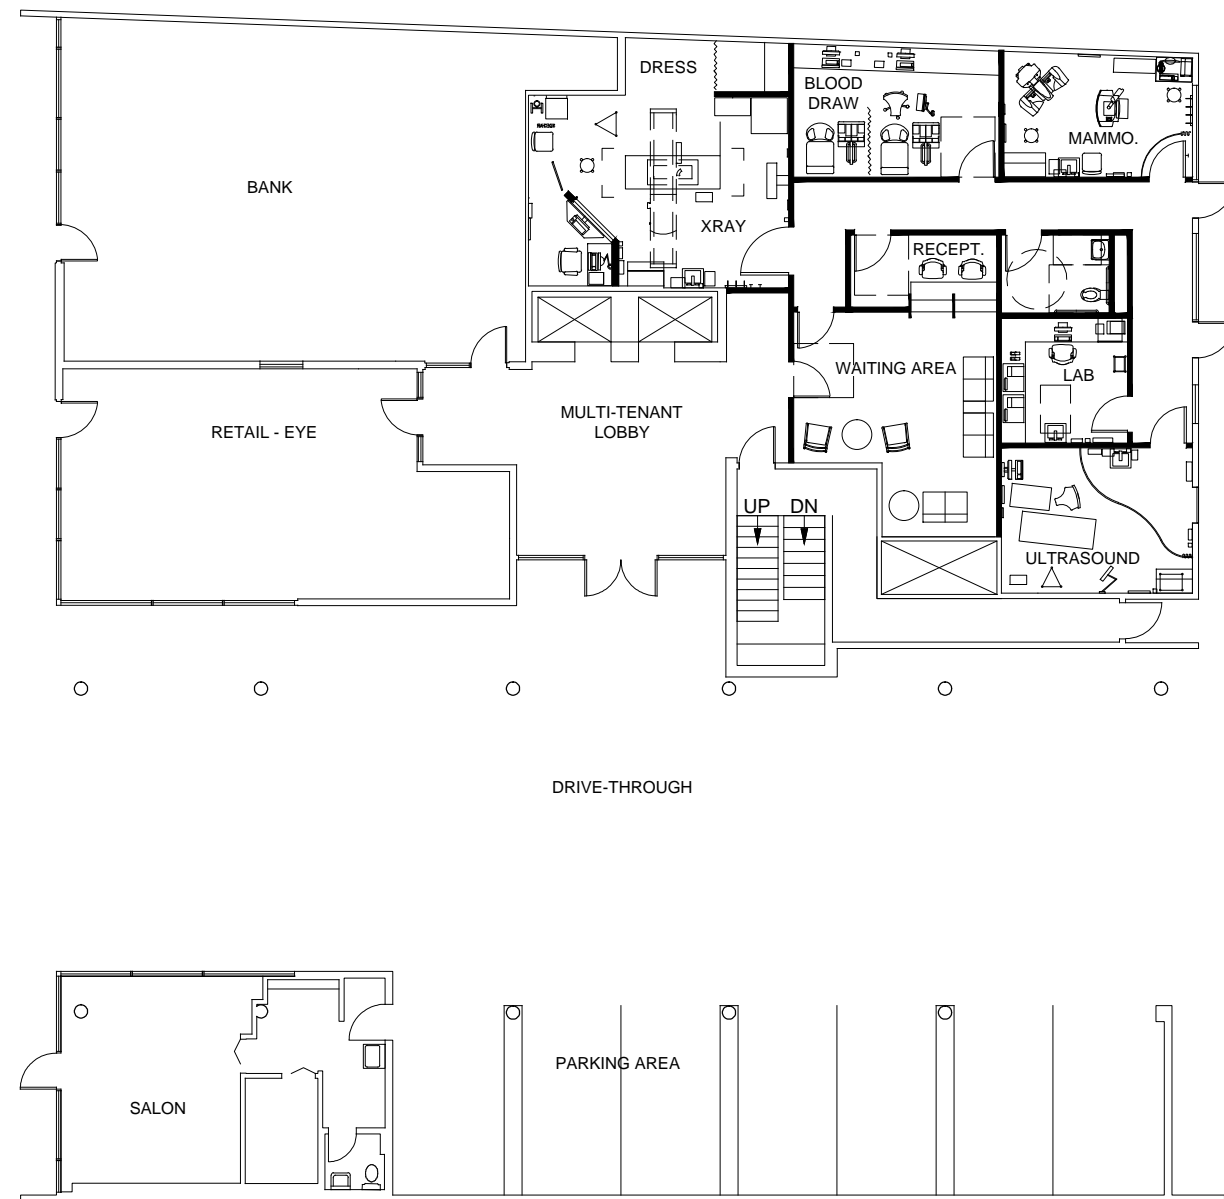 DRESS
BLOOD
DRAW
MAMMO.
BANK
XRAY
RECEPT.
WAITING AREA
LAB
MULTI-TENANT
LOBBY
RETAIL - EYE
UP
DN
ULTRASOUND
DRIVE-THROUGH
PARKING AREA
SALON